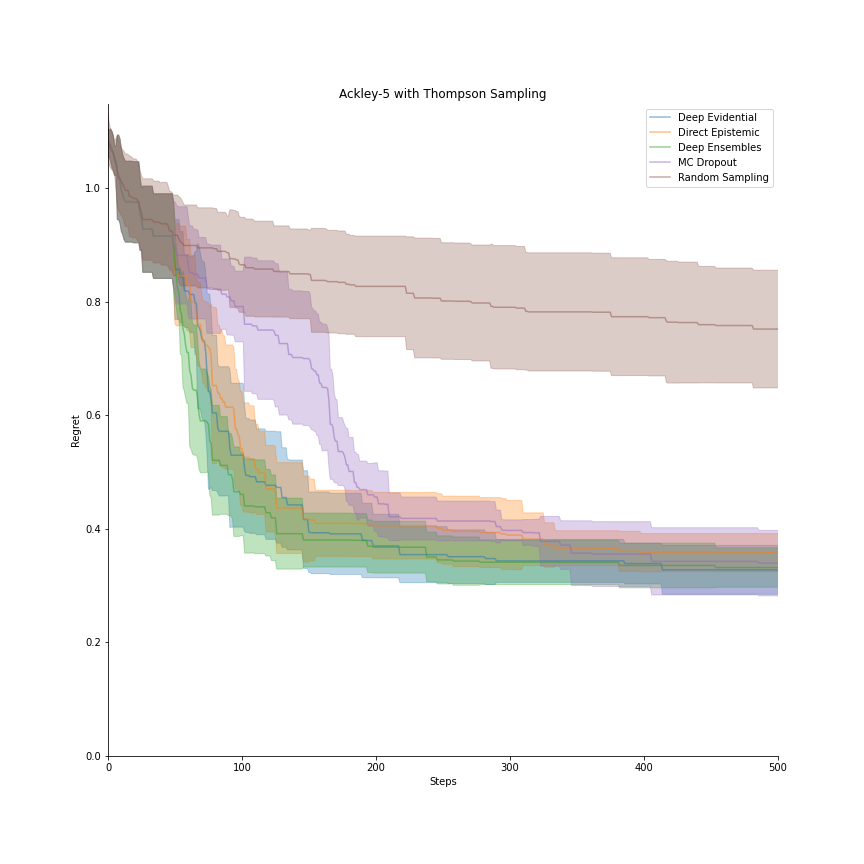 Ackley-5 with Thompson Sampling
Deep Evidential
Direct Epistemic
Deep Ensembles
MC Dropout
Random Sampling
Regret
1.0
0.8
0.6
0.4
0.2
0.0
0 100 200 300 400 500
Steps